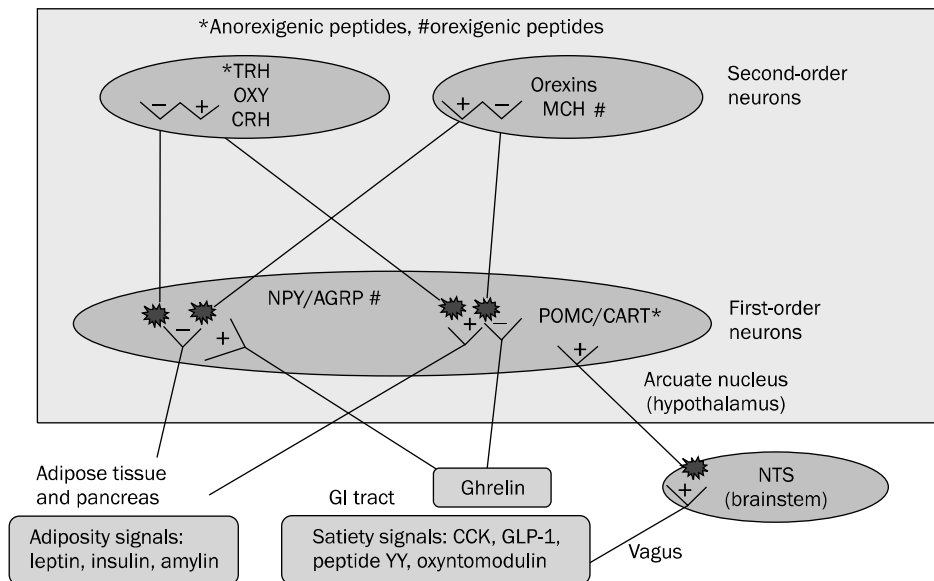 *Anorexigenic peptides, #orexigenic peptides
*TRH
OXY
CRH
− +
Orexins
MCH #
+ −
Second-order
neurons
NPY/AGRP #
− +
+ −
POMC/CART*
+
First-order
neurons
Arcuate nucleus
(hypothalamus)
Adipose tissue
and pancreas
Adiposity signals:
leptin, insulin, amylin
GI tract
Ghrelin
Satiety signals: CCK, GLP-1,
peptide YY, oxyntomodulin
Vagus
NTS
(brainstem)
+